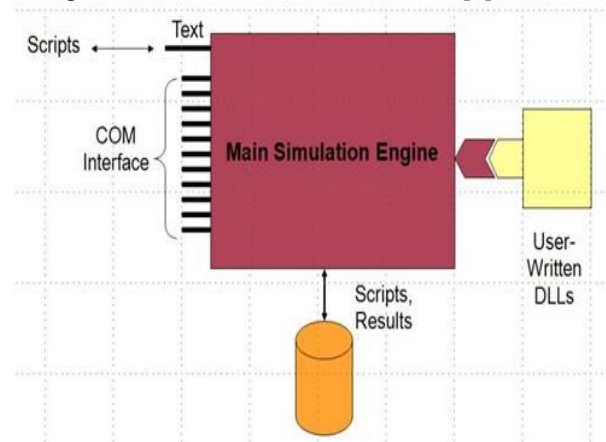 Text
Scripts
COM
Interface
Main Simulation Engine
User-
Written
DLLs
Scripts,
Results